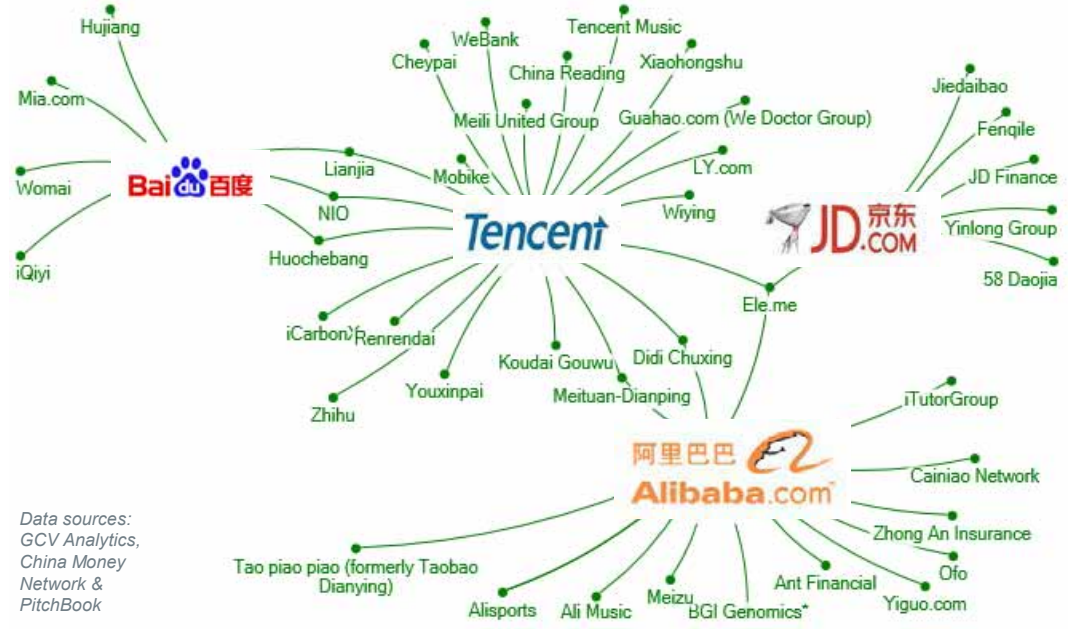 Hujiang
Mia.com
Womai
iQiyi
Bai du 百度
Lianjia
NIO
Huochebang
Cheypai
WeBank
Tencent Music
China Reading
Xiaohongshu
Meili United Group
Guahao.com (We Doctor Group)
Mobike
LY.com
Wiying
Tencent
iCarbonX
Renrendai
Zhihu
Youxinpai
Koudai Gouwu
Didi Chuxing
Meituan-Dianping
Ele.me
JD京东
.COM
Jiedaibao
Fenqile
JD Finance
Yinlong Group
58 Daojia
阿里巴巴
Alibaba.com
iTutorGroup
Cainiao Network
Zhong An Insurance
Ofo
Yiguo.com
Ant Financial
BGI Genomics*
Meizu
Ali Music
Alisports
Tao piao piao (formerly Taobao
Dianying)
Data sources:
GCV Analytics,
China Money
Network &
PitchBook